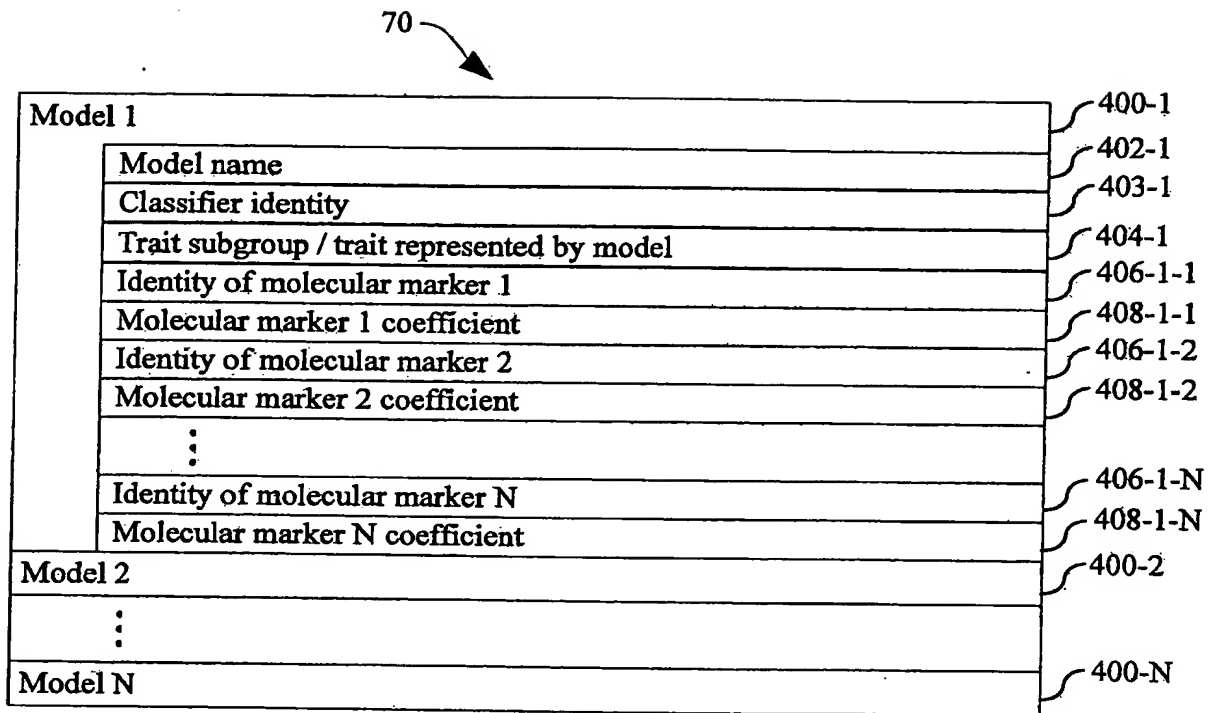 70
Model 1 400-1
Model name 402-1
Classifier identity 403-1
Trait subgroup / trait represented by model 404-1
Identity of molecular marker 1 406-1-1
Molecular marker 1 coefficient 408-1-1
Identity of molecular marker 2 406-1-2
Molecular marker 2 coefficient 408-1-2
Identity of molecular marker N 406-1-N
Molecular marker N coefficient 408-1-N
Model 2 400-2
Model N 400-N